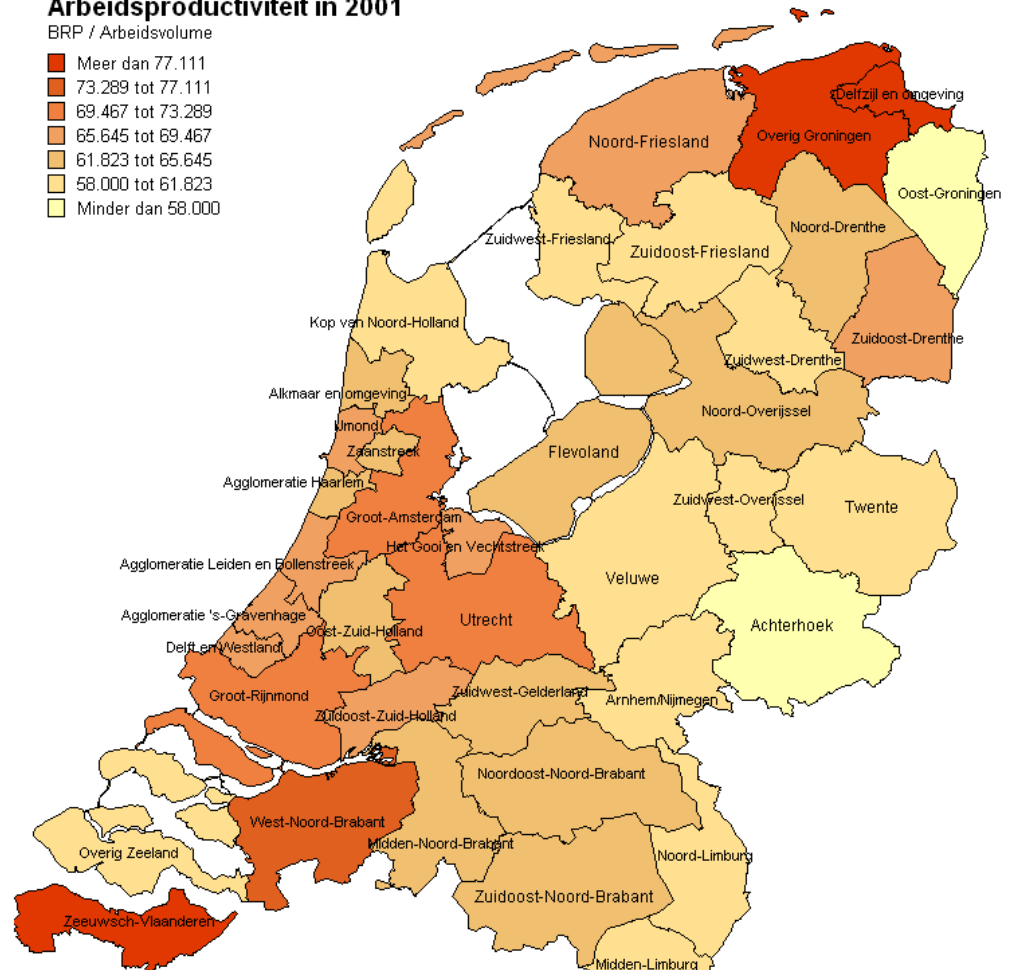 Arbeidsproductiviteit in 2001
BRP / Arbeidsvolume
Meer dan 77.111
73.289 tot 77.111
69.467 tot 73.289
65.645 tot 69.467
61.823 tot 65.645
58.000 tot 61.823
Minder dan 58.000
Delfzijl en omgeving
Overig Groningen
Noord-Friesland
Oost-Groningen
Noord-Drenthe
Zuidwest-Friesland
Zuidoost-Friesland
Kop van Noord-Holland
Zuidoost-Drenthe
Zuidwest-Drenthe
Alkmaar en omgeving
Noord-Overijssel
IJmond
Zaanstreek
Flevoland
Agglomeratie Haarlem
Zuidwest-Overijssel
Twente
Groot-Amsterdam
Het Gooi en Vechtstreek
Agglomeratie Leiden en Bollenstreek
Veluwe
Agglomeratie 's-Gravenhage
Utrecht
Achterhoek
Oost-Zuid-Holland
Delft en Westland
Groot-Rijnmond
Zuidwest-Gelderland
Arnhem/Nijmegen
Zuidoost-Zuid-Holland
Noordoost-Noord-Brabant
West-Noord-Brabant
Midden-Noord-Brabant
Overig Zeeland
Noord-Limburg
Zuidoost-Noord-Brabant
Zeeuwsch-Vlaanderen
Midden-Limburg